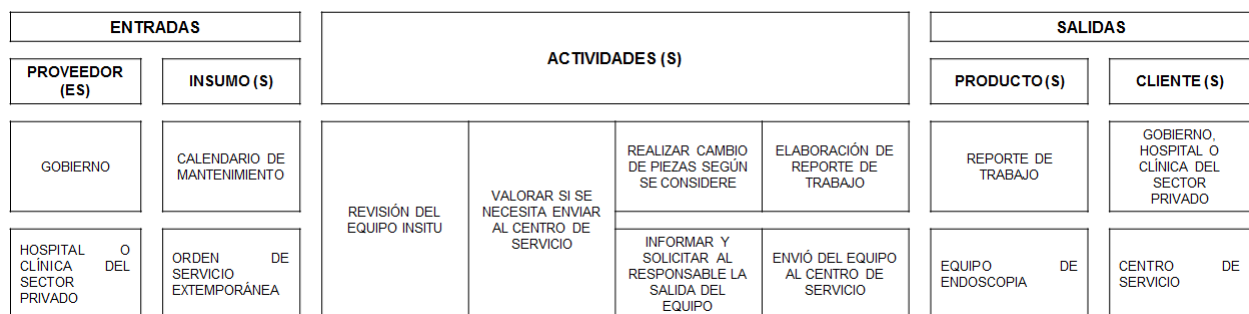 ENTRADAS
ACTIVIDADES (S)
SALIDAS
PROVEEDOR
(ES)
INSUMO (S)
PRODUCTO(S)
CLIENTE (S)
GOBIERNO
CALENDARIO DE
MANTENIMIENTO
REVISIÓN DEL
EQUIPO INSITU
VALORAR SI SE
NECESITA ENVIAR
AL CENTRO DE
SERVICIO
REALIZAR CAMBIO
DE PIEZAS SEGÚN
SE CONSIDERE
ELABORACIÓN DE
REPORTE DE
TRABAJO
REPORTE DE
TRABAJO
GOBIERNO,
HOSPITAL O
CLÍNICA DEL
SECTOR
PRIVADO
HOSPITAL O
CLÍNICA DEL
SECTOR
PRIVADO
ORDEN DE
SERVICIO
EXTEMPORÁNEA
INFORMAR Y
SOLICITAR AL
RESPONSABLE LA
SALIDA DEL
EQUIPO
ENVIÓ DEL EQUIPO
AL CENTRO DE
SERVICIO
EQUIPO DE
ENDOSCOPIA
CENTRO DE
SERVICIO